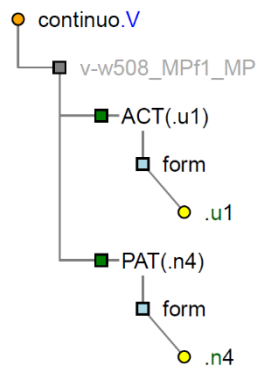 continuo.V
v-w508_MPf1_MP
ACT(.u1)
form
.u1
PAT(.n4)
form
.n4